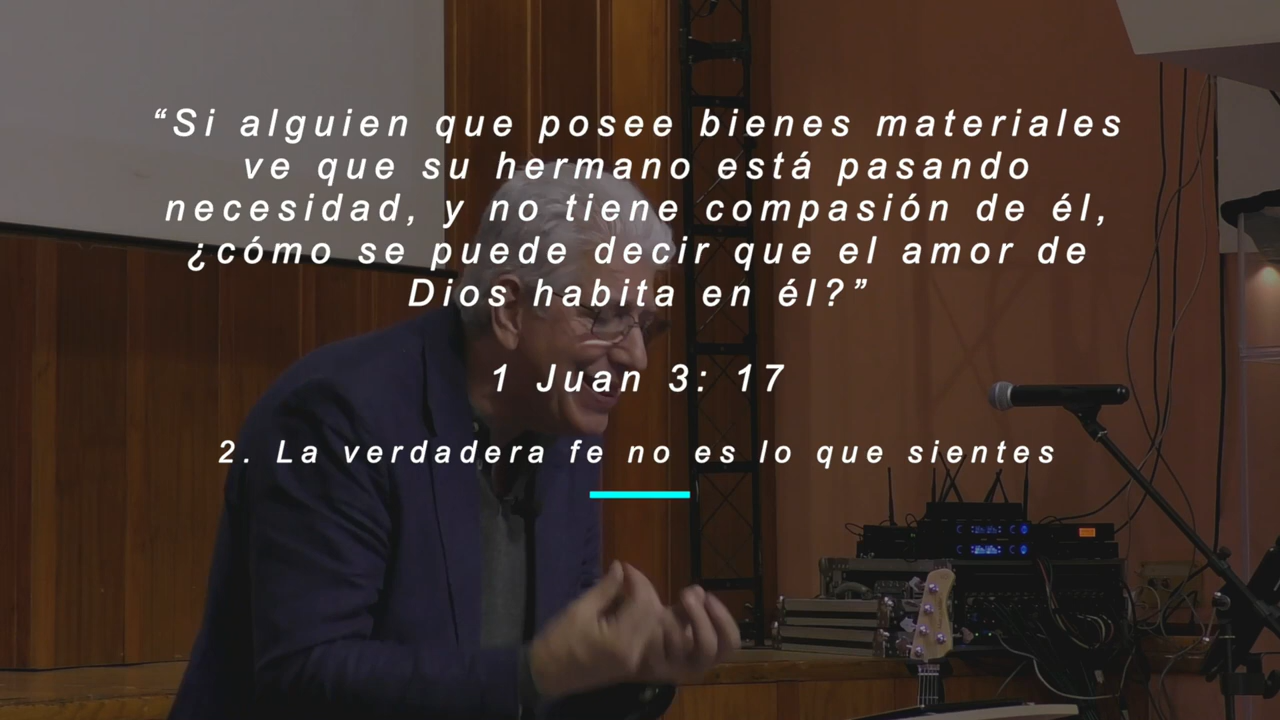 “Si alguien que posee bienes materiales
ve que su hermano está pasando
necesidad, y no tiene compasión de él,
¿cómo se puede decir que el amor de
Dios habita en él?”
1 Juan 3: 17
2. La verdadera fe no es lo que sientes